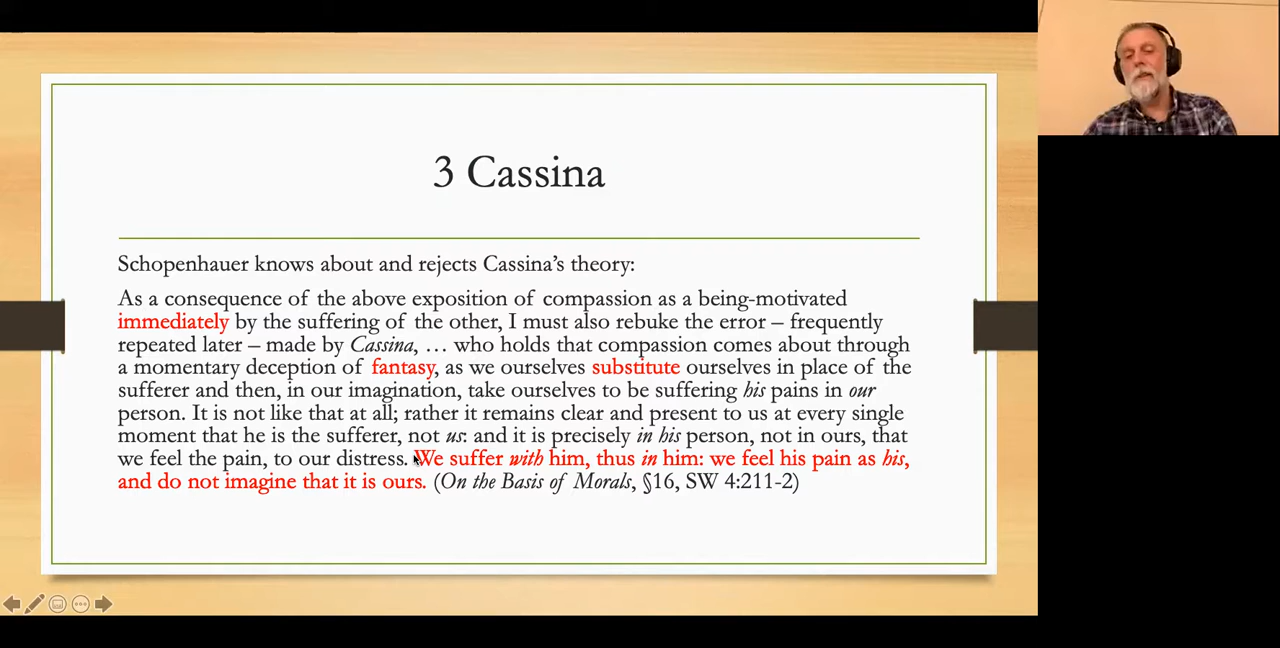 3 Cassina
Schopenhauer knows about and rejects Cassina's theory:
As a consequence of the above exposition of compassion as a being-motivated
immediately by the suffering of the other, I must also rebuke the error – frequently
repeated later – made by Cassina, … who holds that compassion comes about through
a momentary deception of fantasy, as we ourselves substitute ourselves in place of the
sufferer and then, in our imagination, take ourselves to be suffering his pains in our
person. It is not like that at all; rather it remains clear and present to us at every single
moment that he is the sufferer, not us: and it is precisely in his person, not in ours, that
we feel the pain, to our distress. We suffer with him, thus in him: we feel his pain as his,
and do not imagine that it is ours. (On the Basis of Morals, §16, SW 4:211-2)